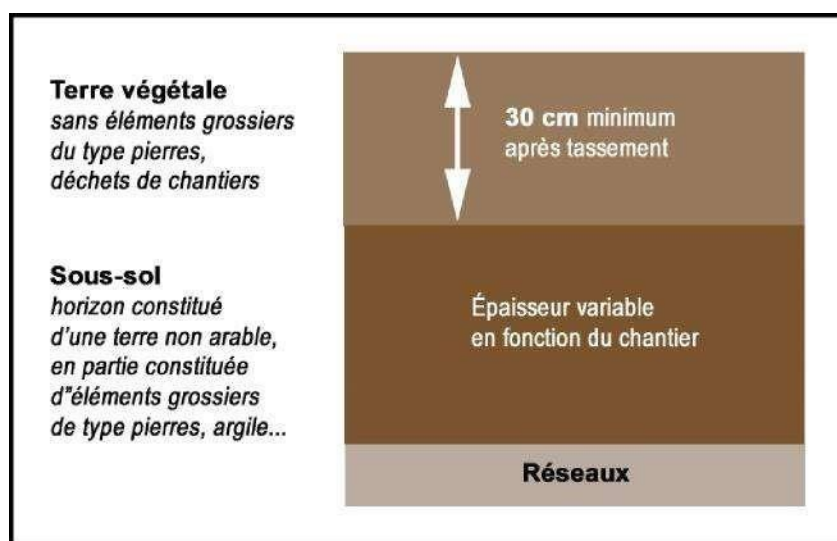 Terre végétale
sans éléments grossiers
du type pierres,
déchets de chantiers
30 cm minimum
après tassement
Sous-sol
horizon constitué
d'une terre non arable,
en partie constituée
d"éléments grossiers
de type pierres, argile...
Épaisseur variable
en fonction du chantier
Réseaux